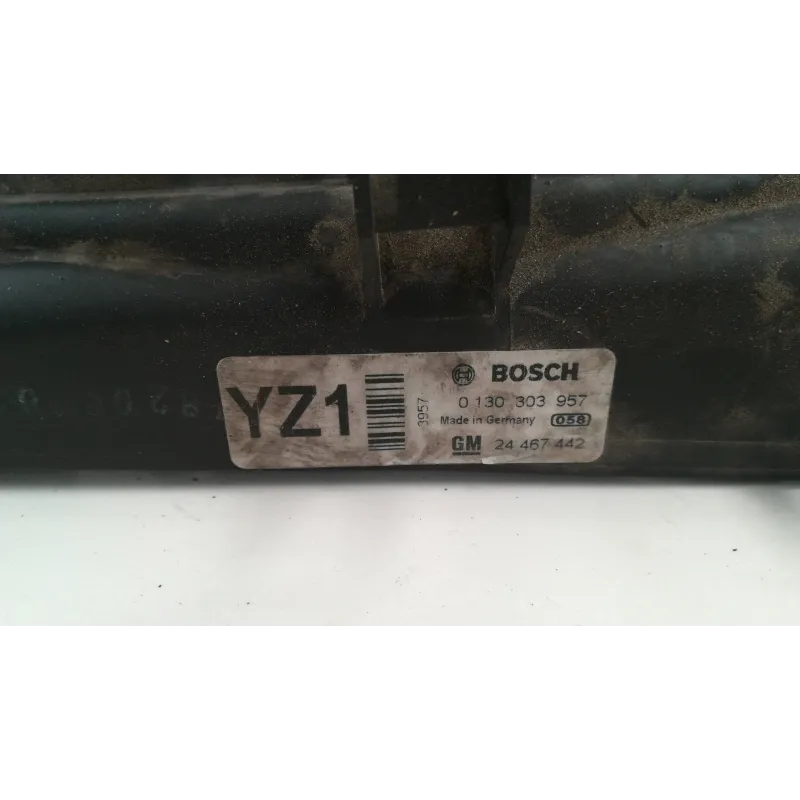 YZ1
3957
BOSCH
0 130 303 957
Made in Germany 058
GM 24 467 442